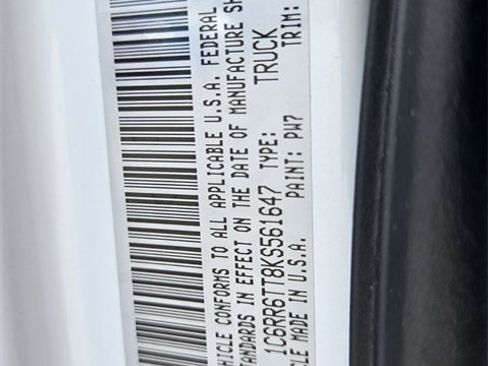 HICLE CONFORMS TO ALL APPLICABLE U.S.A. FEDERAL
TANDARDS IN EFFECT ON THE DATE OF MANUFACTURE SH
1C6RR6TT8KS561647 TYPE: TRUCK
CLE MADE IN U.S.A. PAINT: PW7 TRIM: